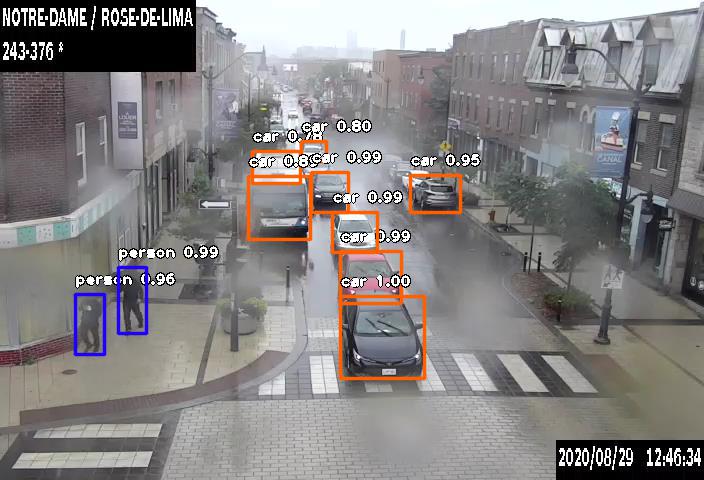 NOTRE-DAME / ROSE-DE-LIMA
243-376 *
car 0.80
car 0.78
car 0.99
car 0.95
car 0.99
car 0.99
person 0.99
person 0.96
car 1.00
À LOUER
CANAL
2020/08/29 12:46:34